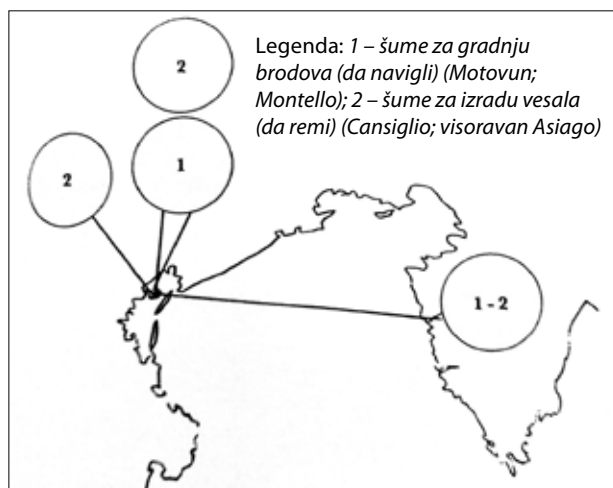 2
Legenda: 1 – šume za gradnju
brodova (da navigli) (Motovun;
Montello); 2 – šume za izradu vesala
(da remi) (Cansiglio; visoravan Asiago)
2
1
1 - 2